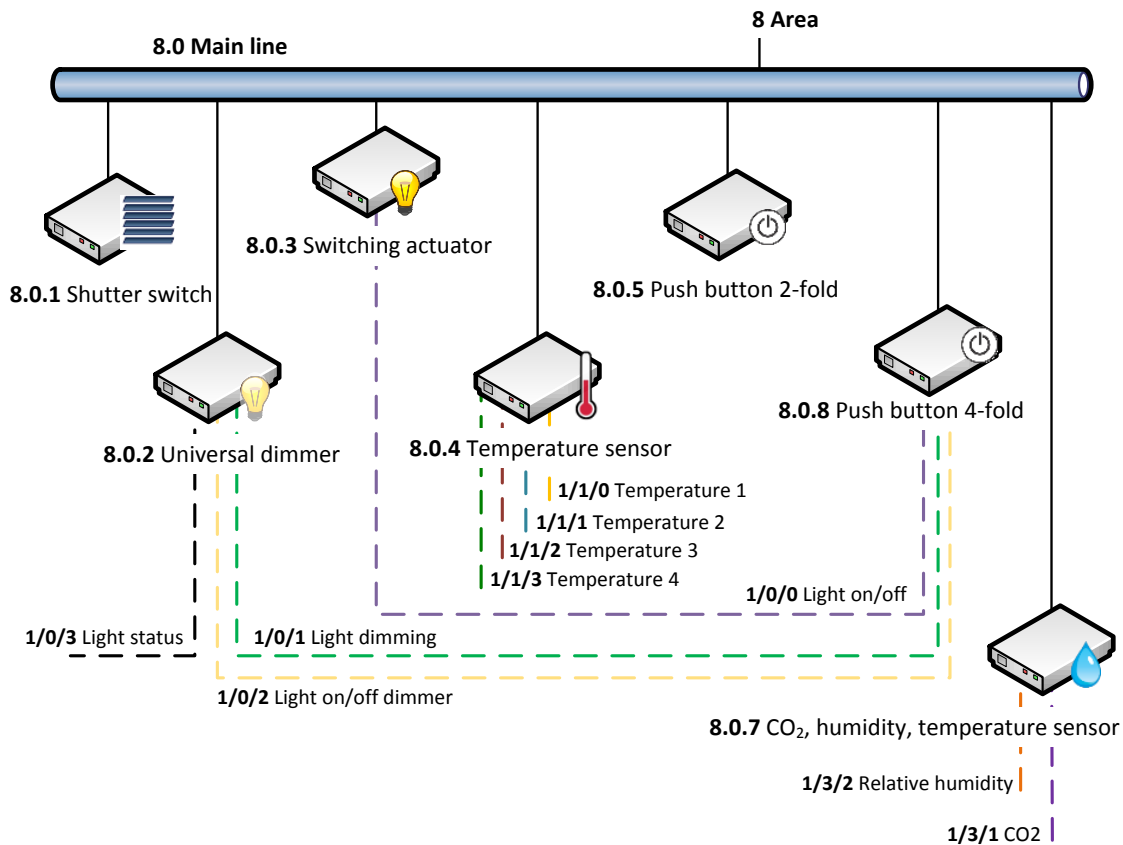 8 Area
8.0 Main line
8.0.3 Switching actuator
8.0.1 Shutter switch
8.0.5 Push button 2-fold
8.0.8 Push button 4-fold
8.0.2 Universal dimmer
8.0.4 Temperature sensor
1/1/0 Temperature 1
1/1/1 Temperature 2
1/1/2 Temperature 3
1/1/3 Temperature 4
1/0/0 Light on/off
1/0/3 Light status
1/0/1 Light dimming
1/0/2 Light on/off dimmer
8.0.7 CO₂, humidity, temperature sensor
1/3/2 Relative humidity
1/3/1 CO2